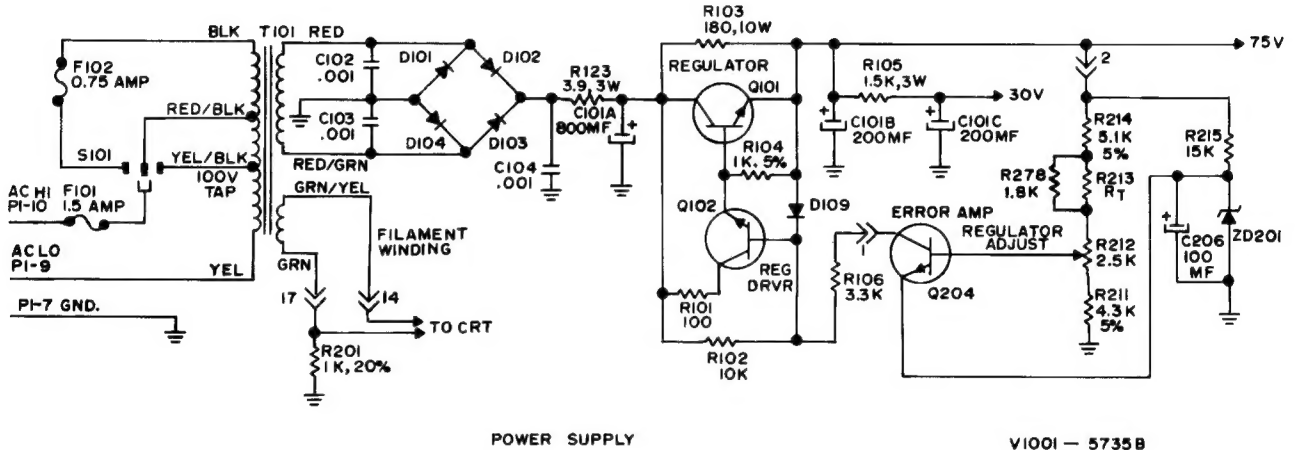 BLK T101 RED
F102
0.75 AMP
RED/BLK
S101
YEL/BLK
100V
TAP
AC HI
P1-10
F101
1.5 AMP
AC LO
P1-9
YEL
P1-7 GND.
C102
.001
C103
.001
D101
D102
D104
D103
RED/GRN
GRN/YEL
FILAMENT
WINDING
GRN
17
14
TO CRT
R201
1K, 20%
R123
3.9, 3W
C101A
800MF
+
C104
.001
R103
180,10W
REGULATOR
Q101
R104
1K, 5%
Q102
D109
REG
DRVR
R101
100
R102
10K
R105
1.5K,3W
75V
30V
+
C101B
200MF
+
C101C
200MF
2
R214
5.1K
5%
R215
15K
R278
1.8K
R213
RT
ERROR AMP
REGULATOR
ADJUST
1
R106
3.3K
Q204
R212
2.5K
R211
4.3K
5%
+
C206
100
MF
ZD201
POWER SUPPLY
V1001 — 5735B